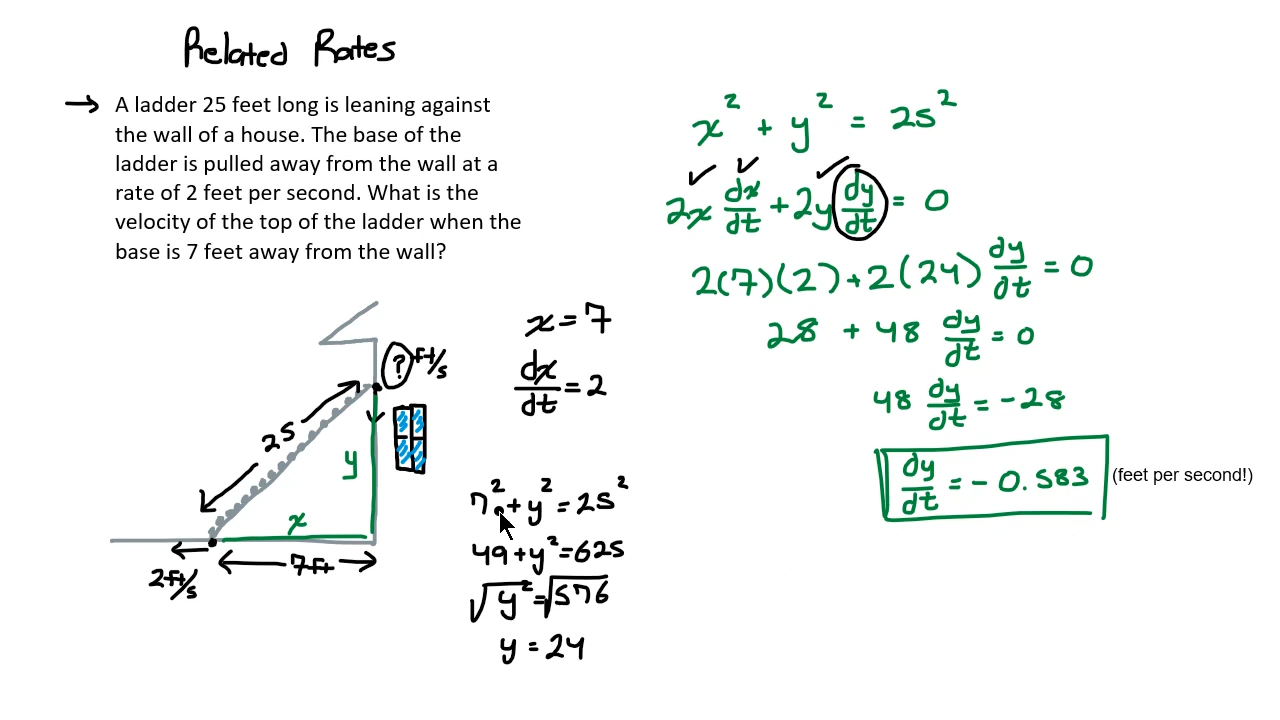 Related Rates
→ A ladder 25 feet long is leaning against
the wall of a house. The base of the
ladder is pulled away from the wall at a
rate of 2 feet per second. What is the
velocity of the top of the ladder when the
base is 7 feet away from the wall?
? ft/s
25
y
x
2ft/s
7ft
x = 7
dx/dt = 2
7² + y² = 25²
49 + y² = 625
√y² = √576
y = 24
x² + y² = 25²
2x dx/dt + 2y dy/dt = 0
2(7)(2) + 2(24) dy/dt = 0
28 + 48 dy/dt = 0
48 dy/dt = -28
dy/dt = -0.583 (feet per second!)